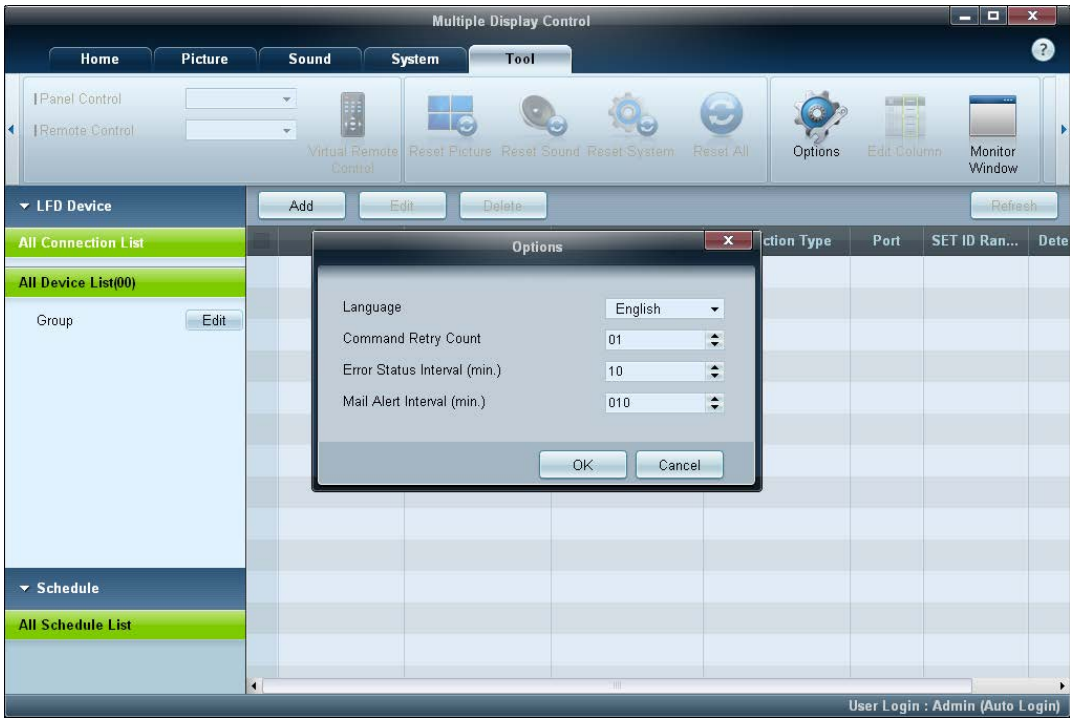 Multiple Display Control
Home Picture Sound System Tool
Panel Control
Remote Control
Virtual Remote Control
Reset Picture Reset Sound Reset System Reset All
Options Edit Column Monitor Window
LFD Device
Add Edit Delete Refresh
All Connection List
ction Type Port SET ID Ran... Dete
All Device List(00)
Group Edit
Options
Language English
Command Retry Count 01
Error Status Interval (min.) 10
Mail Alert Interval (min.) 010
OK Cancel
Schedule
All Schedule List
User Login : Admin (Auto Login)